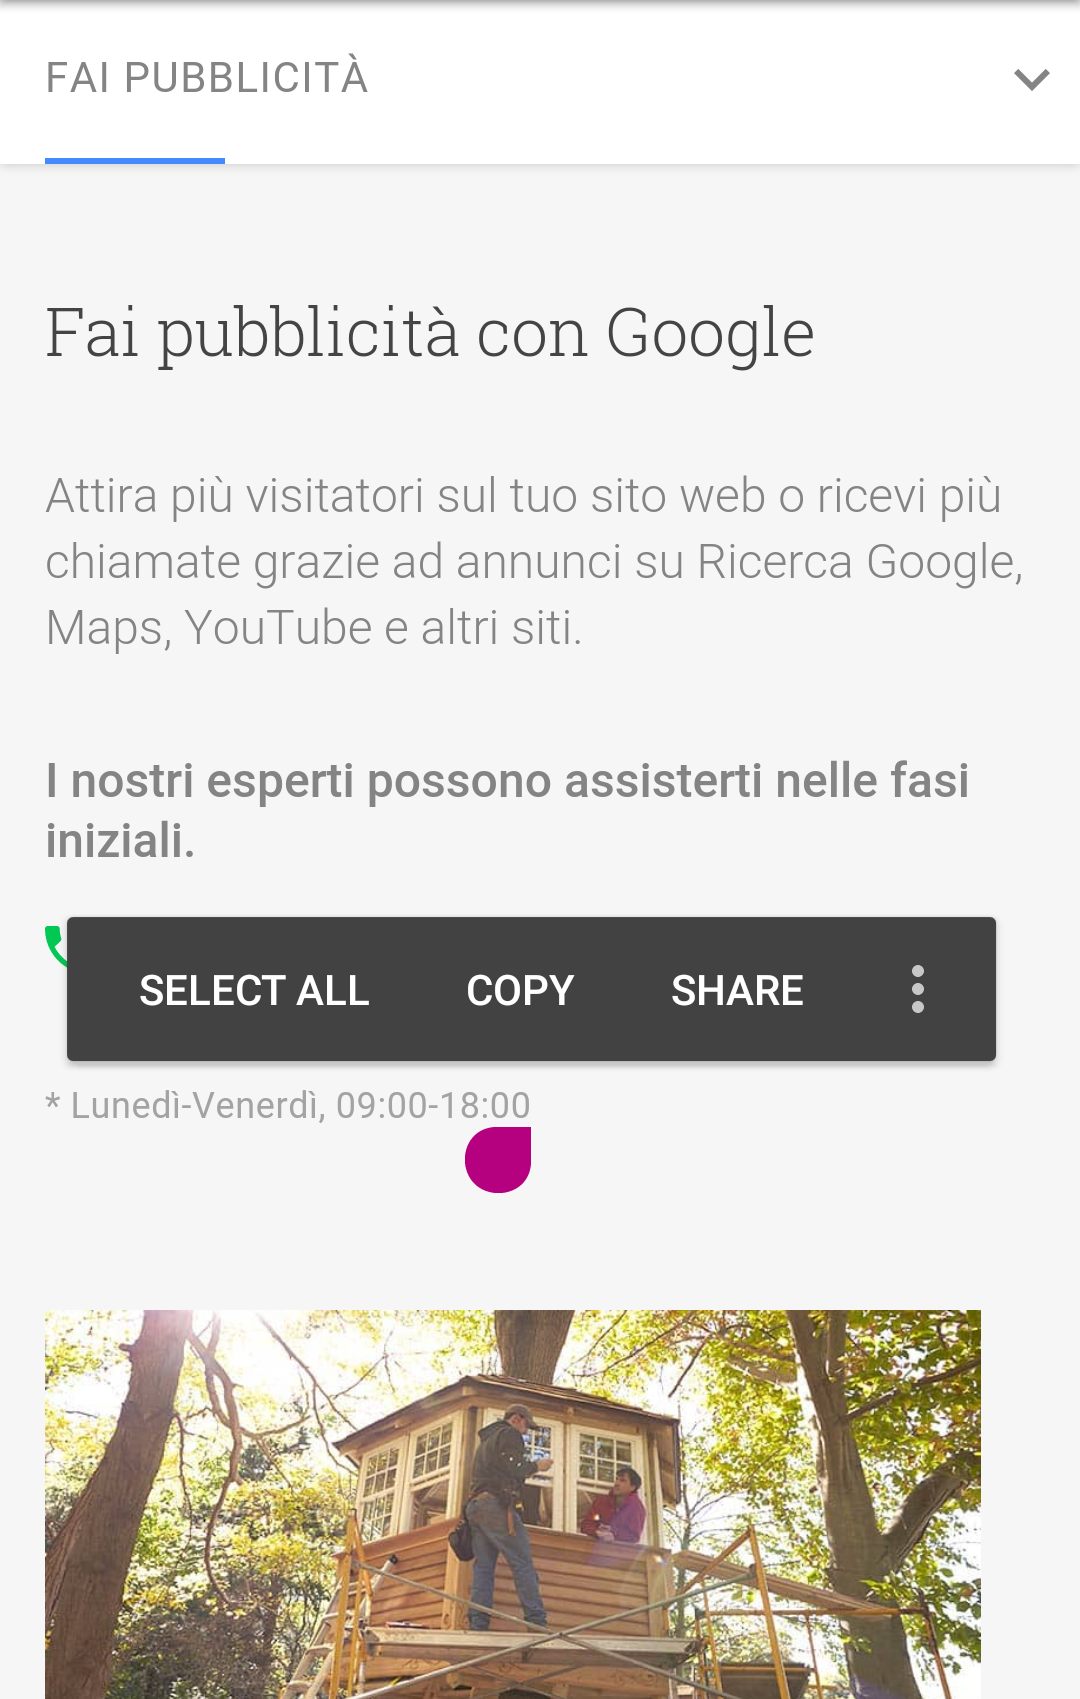 FAI PUBBLICITÀ
Fai pubblicità con Google
Attira più visitatori sul tuo sito web o ricevi più
chiamate grazie ad annunci su Ricerca Google,
Maps, YouTube e altri siti.
I nostri esperti possono assisterti nelle fasi
iniziali.
SELECT ALL COPY SHARE
* Lunedì-Venerdì, 09:00-18:00